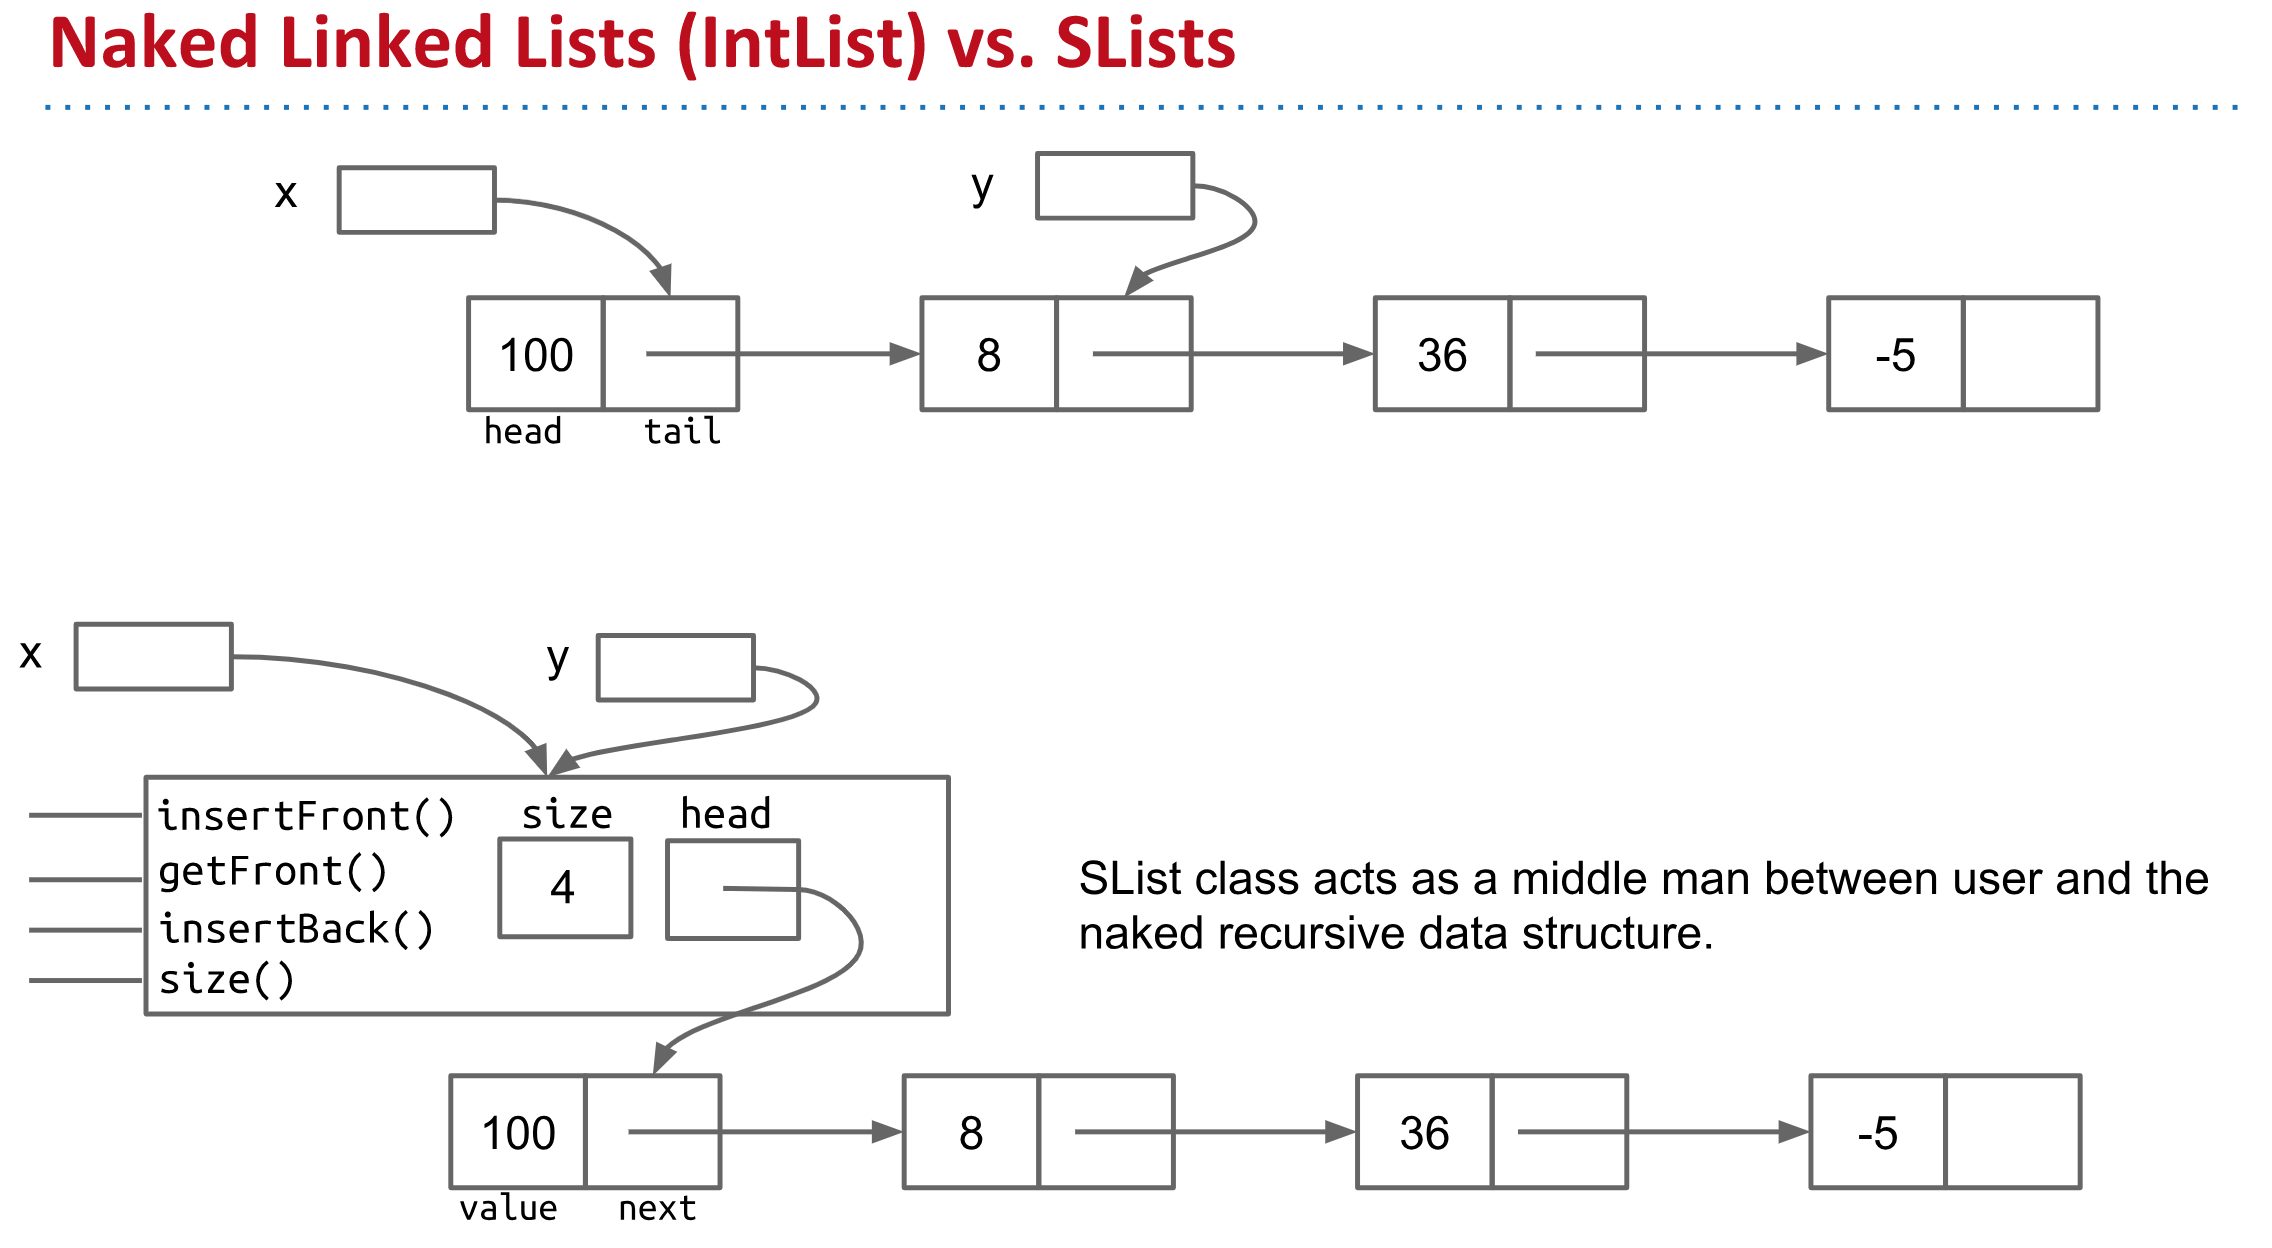 Naked Linked Lists (IntList) vs. SLists
x
y
100
8
36
-5
head
tail
x
y
insertFront()
size
head
getFront()
4
insertBack()
size()
SList class acts as a middle man between user and the
naked recursive data structure.
100
8
36
-5
value
next